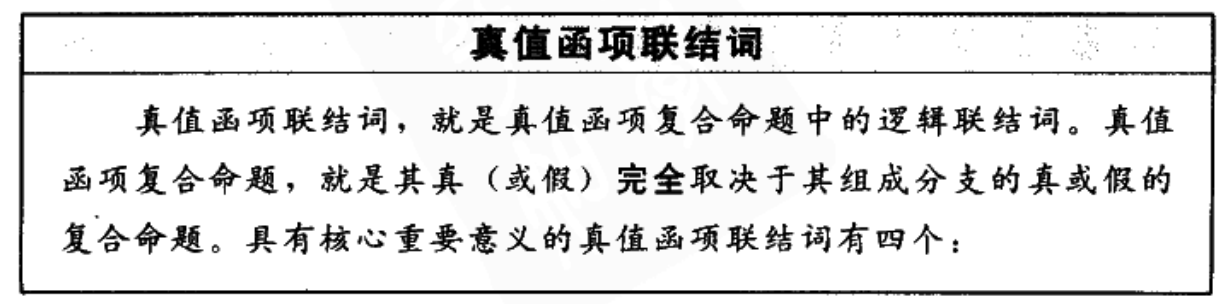 真值函项联结词
真值函项联结词，就是真值函项复合命题中的逻辑联结词。真值
函项复合命题，就是其真（或假）完全取决于其组成分支的真或假的
复合命题。具有核心重要意义的真值函项联结词有四个：